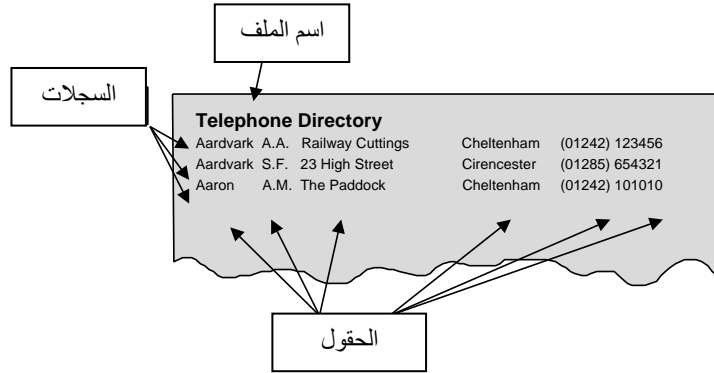 اسم الملف
السجلات
Telephone Directory
Aardvark A.A. Railway Cuttings Cheltenham (01242) 123456
Aardvark S.F. 23 High Street Cirencester (01285) 654321
Aaron A.M. The Paddock Cheltenham (01242) 101010
الحقول